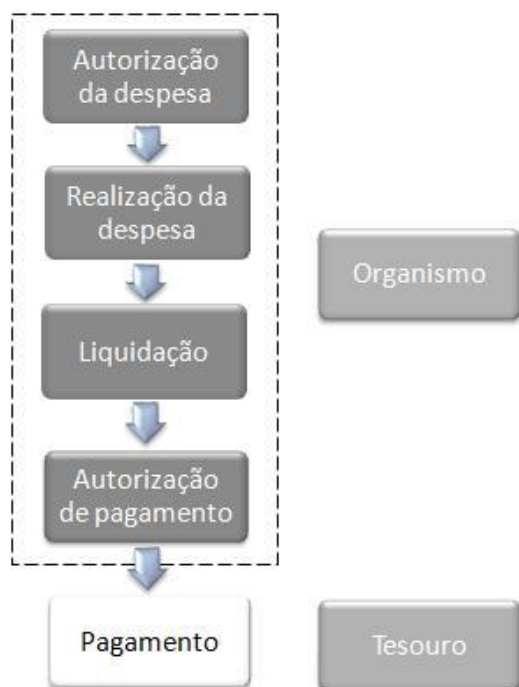 Autorização
da despesa
Realização da
despesa
Organismo
Liquidação
Autorização
de pagamento
Pagamento
Tesouro